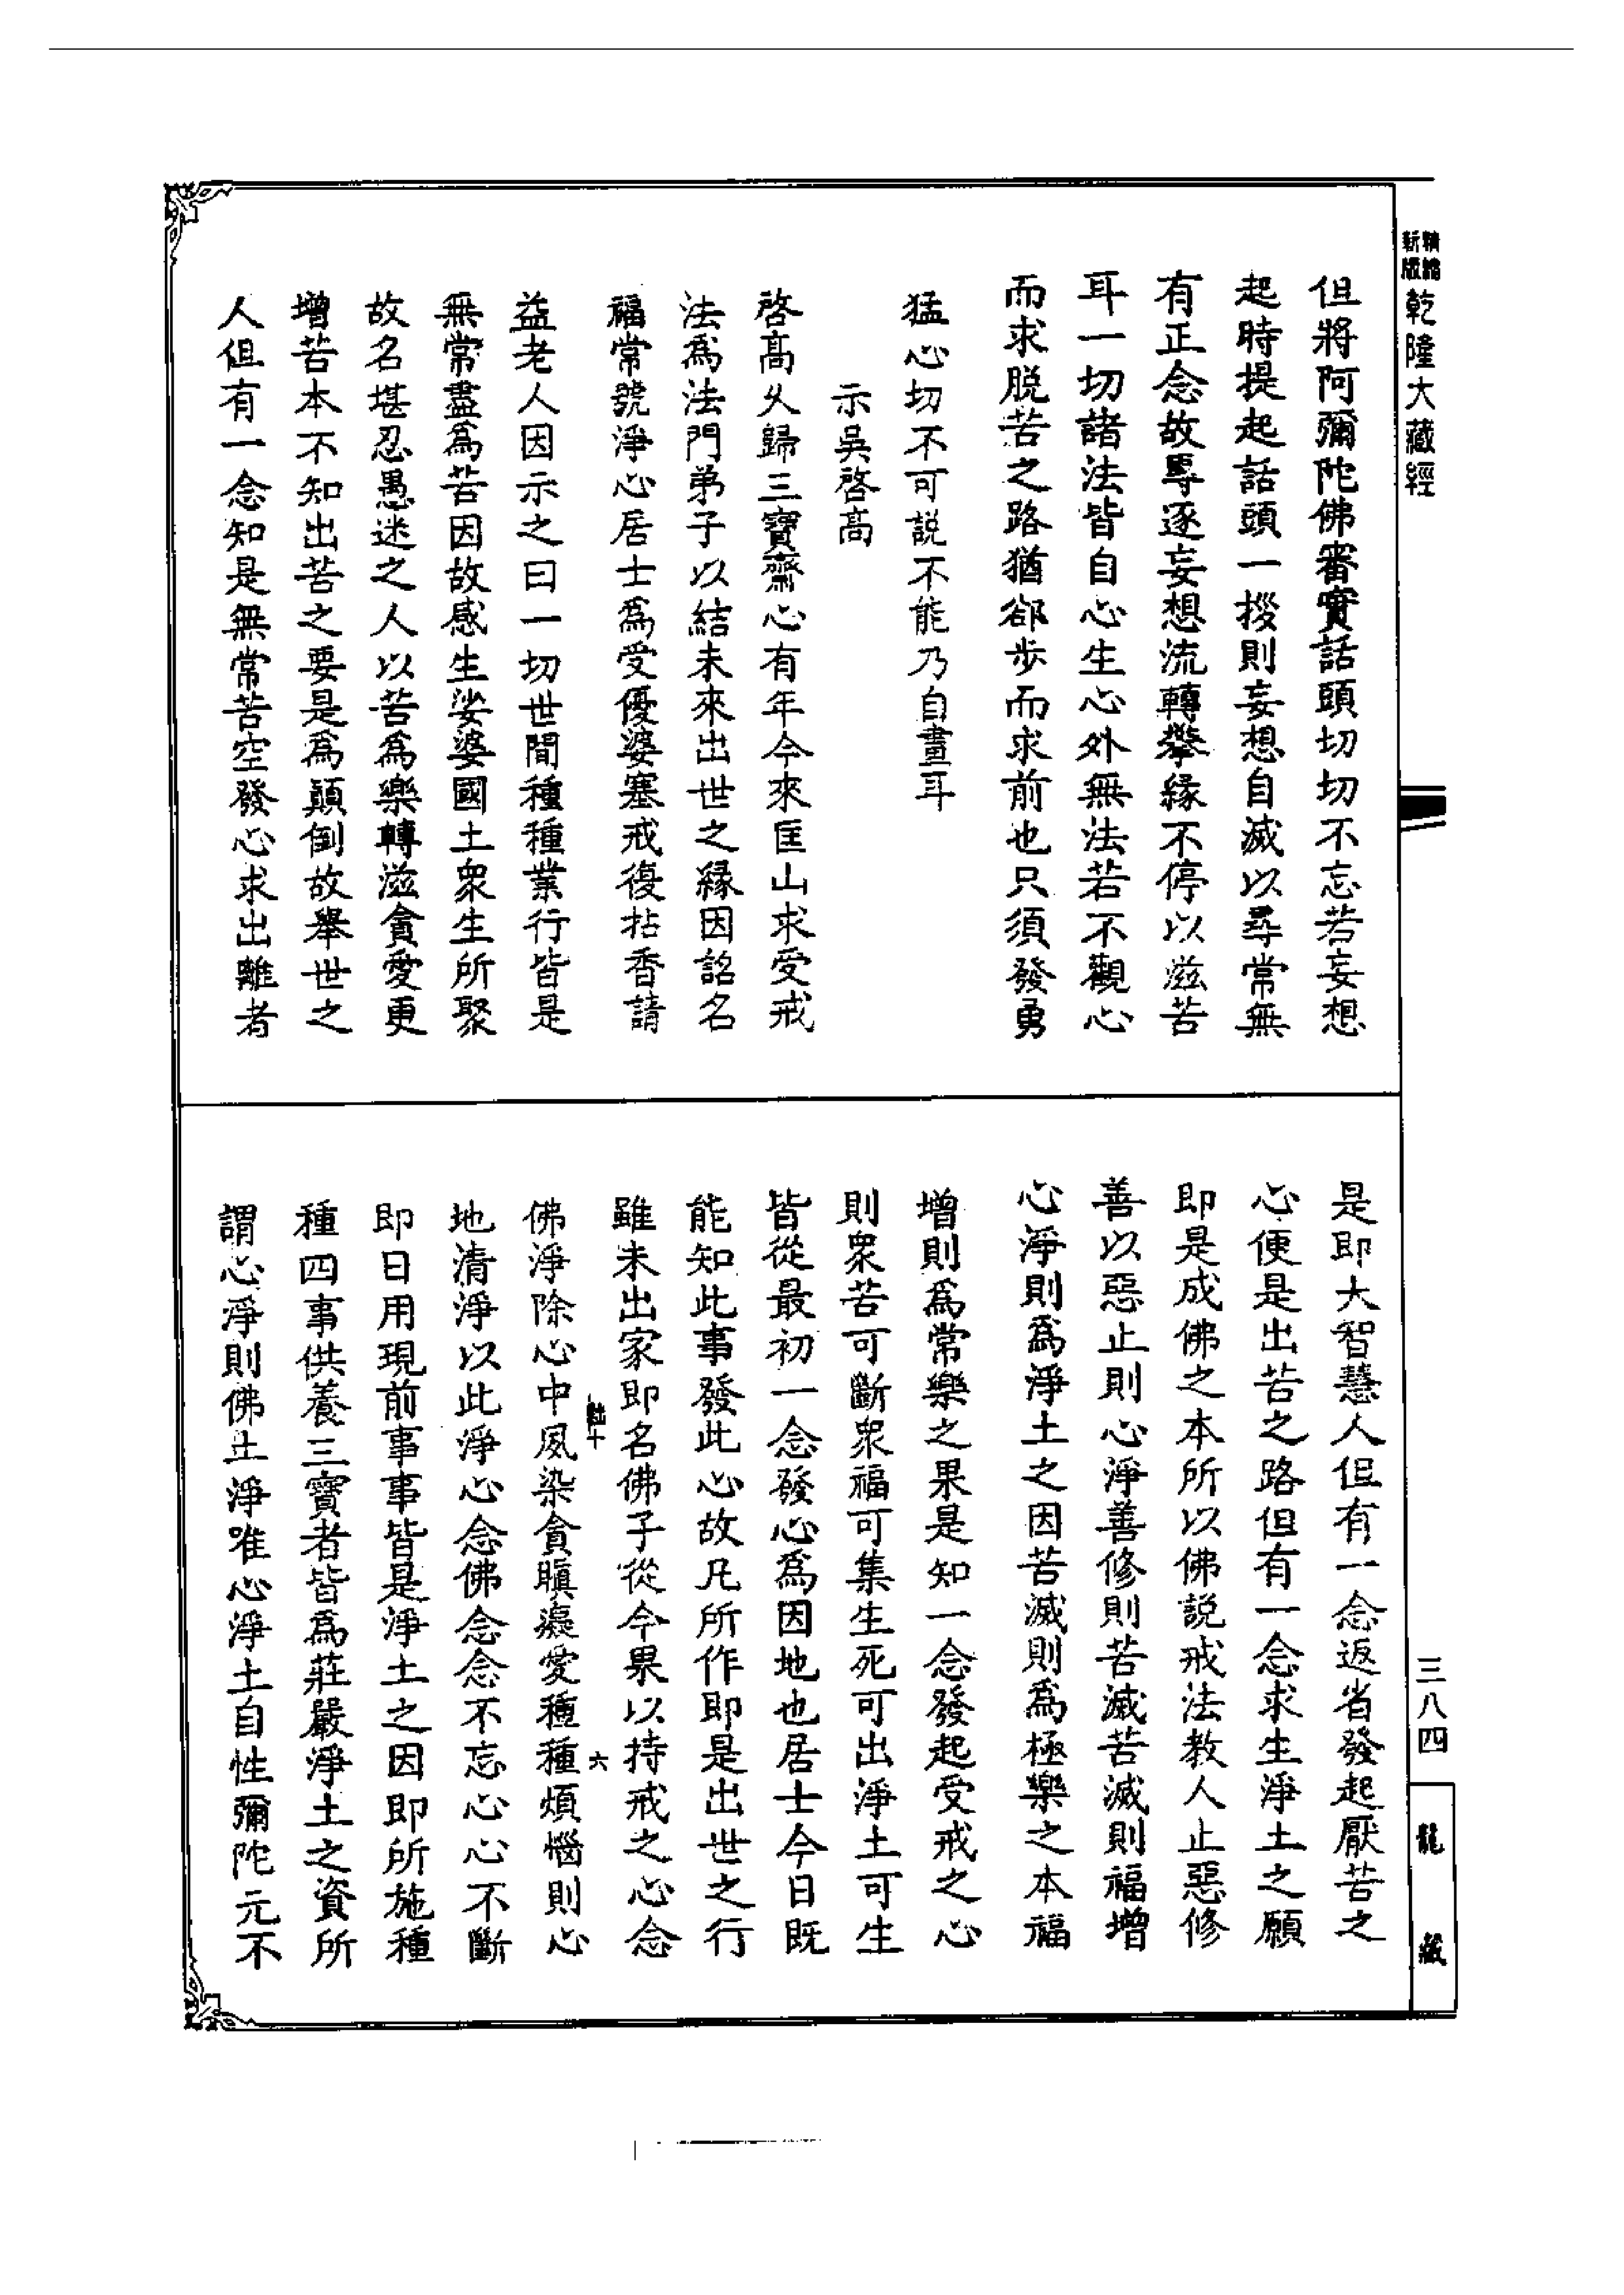 精縮
新版
乾隆大藏經
但將阿彌陀佛審實話頭切切不忘若妄想
起時提起話頭一拶則妄想自滅以尋常無
有正念故專逐妄想流轉攀緣不停以滋苦
耳一切諸法皆自心生心外無法若不觀心
而求脫苦之路猶郤步而求前也只須發勇
猛心切不可說不能乃自畫耳
示吳啓高
啓高久歸三寶齋心有年今來匡山求受戒
法爲法門弟子以結未來出世之緣因詔名
福常號淨心居士爲受優婆塞戒復拈香請
益老人因示之曰一切世間種種業行皆是
無常盡爲苦因故感生娑婆國土眾生所聚
故名堪忍愚迷之人以苦爲樂轉滋貪愛更
增苦本不知出苦之要是爲顛倒故舉世之
人但有一念知是無常苦空發心求出離者
是即大智慧人但有一念返省發起厭苦之
心便是出苦之路但有一念求生淨土之願
即是成佛之本所以佛說戒法教人止惡修
善以惡止則心淨善修則苦滅苦滅則福增
心淨則爲淨土之因苦滅則爲極樂之本福
增則爲常樂之果是知一念發起受戒之心
則眾苦可斷眾福可集生死可出淨土可生
皆從最初一念發心爲因地也居士今日既
能知此事發此心故凡所作即是出世之行
雖未出家即名佛子從今果以持戒之心念
六
佛淨除心中夙染貪瞋癡愛種種煩惱則心
地清淨以此淨心念佛念念不忘心心不斷
即日用現前事事皆是淨土之因即所施種
種四事供養三寶者皆爲莊嚴淨土之資所
謂心淨則佛土淨唯心淨土自性彌陀元不
三八四
龍藏